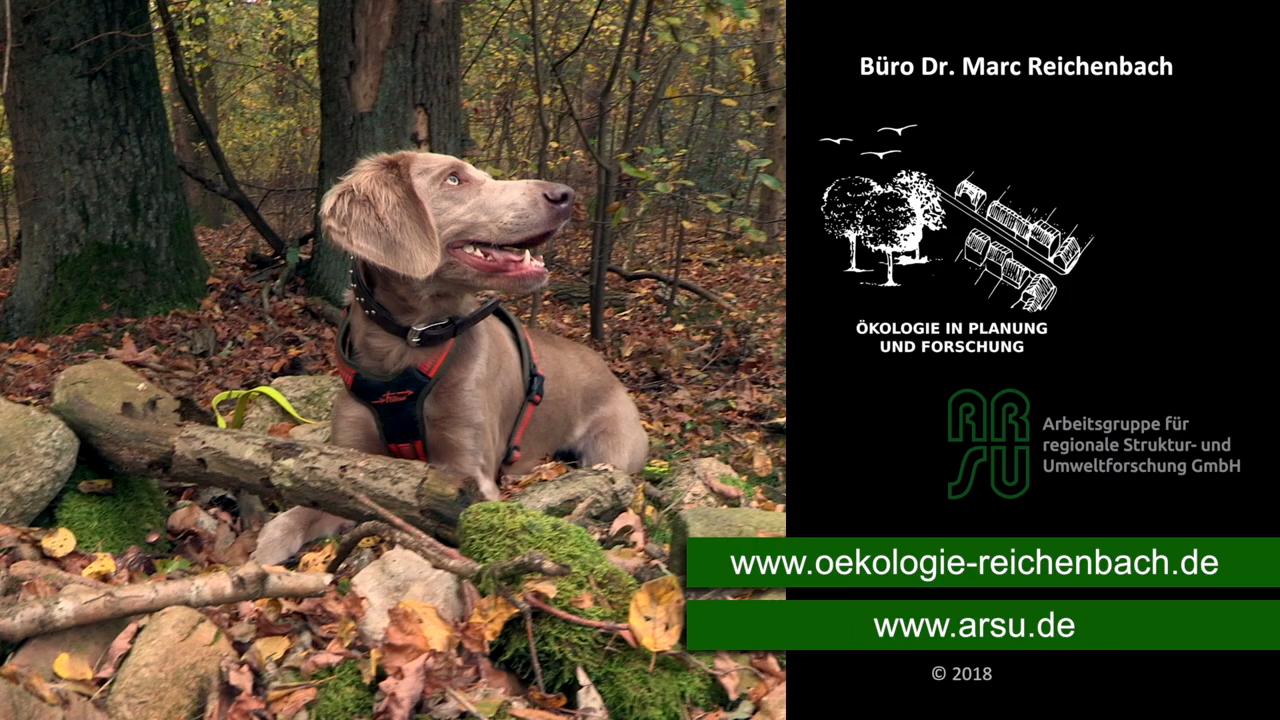 Büro Dr. Marc Reichenbach
ÖKOLOGIE IN PLANUNG
UND FORSCHUNG
ARSU
Arbeitsgruppe für
regionale Struktur- und
Umweltforschung GmbH
www.oekologie-reichenbach.de
www.arsu.de
© 2018